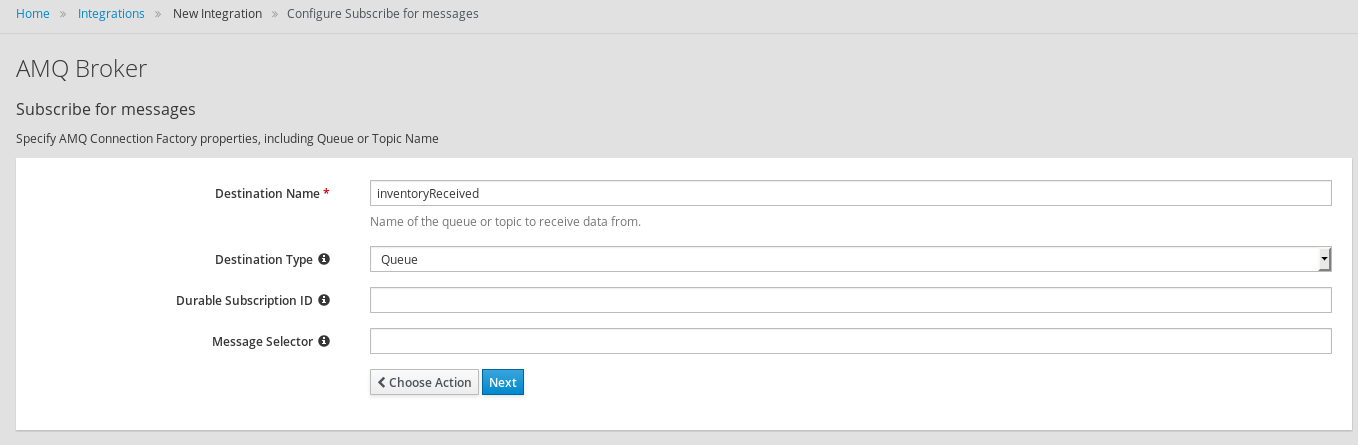 Home » Integrations » New Integration » Configure Subscribe for messages
AMQ Broker
Subscribe for messages
Specify AMQ Connection Factory properties, including Queue or Topic Name
Destination Name * inventoryReceived
Name of the queue or topic to receive data from.
Destination Type Queue
Durable Subscription ID
Message Selector
Choose Action Next